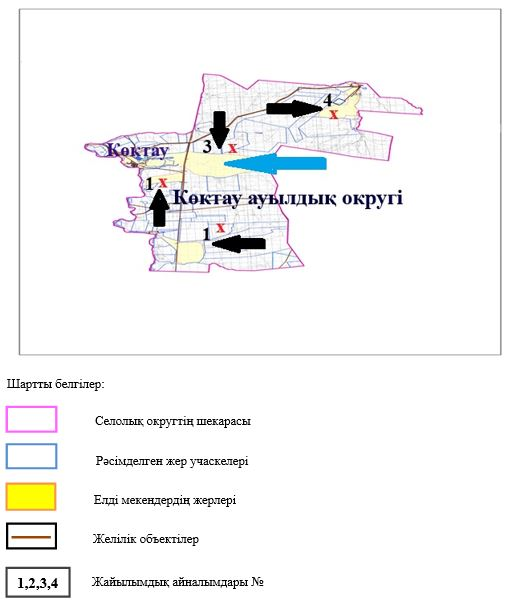 4
x
3
x
Көктау
1
x
Көктау ауылдық округі
x
1
Шартты белгілер:
Селолық округтің шекарасы
Рәсімделген жер учаскелері
Елді мекендердің жерлері
Желілік объектілер
1,2,3,4 Жайылымдық айналымдары №